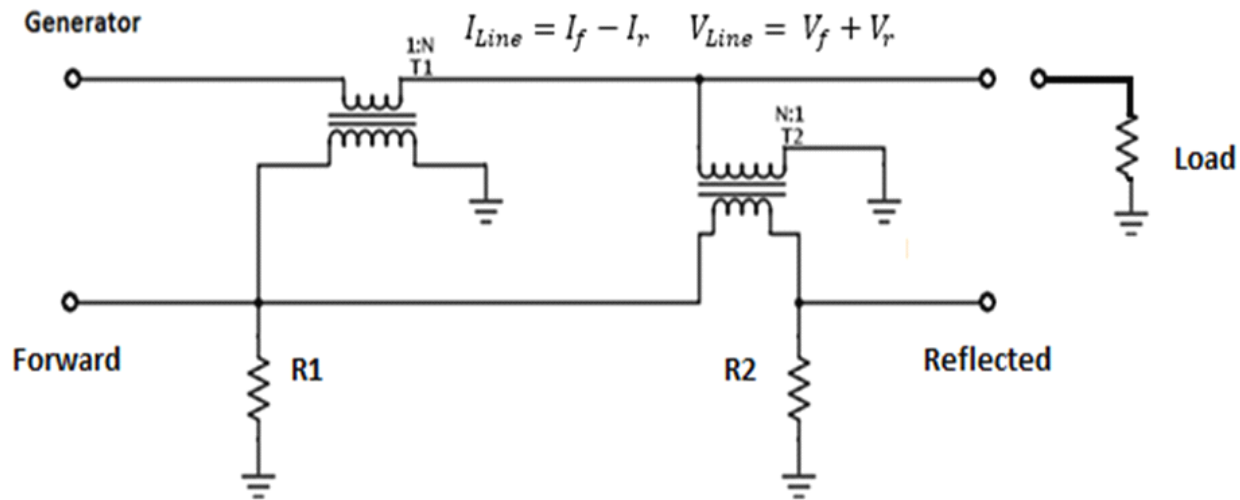 Generator
I_Line = I_f − I_r   V_Line = V_f + V_r
1:N
T1
N:1
T2
Load
Forward
R1
R2
Reflected